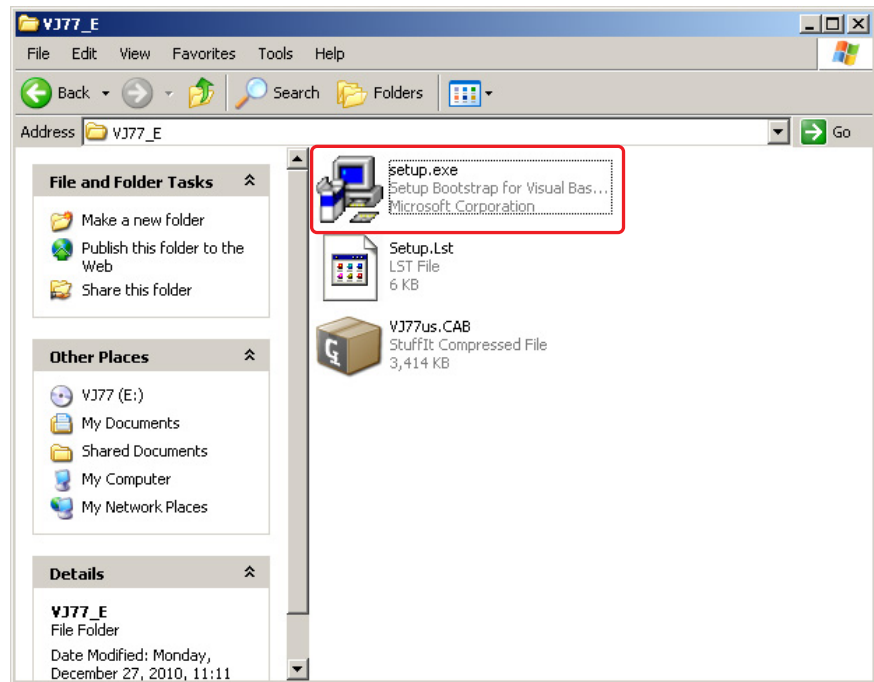 VJ77_E
File Edit View Favorites Tools Help
Back Search Folders
Address VJ77_E Go
File and Folder Tasks
Make a new folder
Publish this folder to the
Web
Share this folder
Other Places
VJ77 (E:)
My Documents
Shared Documents
My Computer
My Network Places
Details
VJ77_E
File Folder
Date Modified: Monday,
December 27, 2010, 11:11
setup.exe
Setup Bootstrap for Visual Bas...
Microsoft Corporation
Setup.Lst
LST File
6 KB
VJ77us.CAB
StuffIt Compressed File
3,414 KB